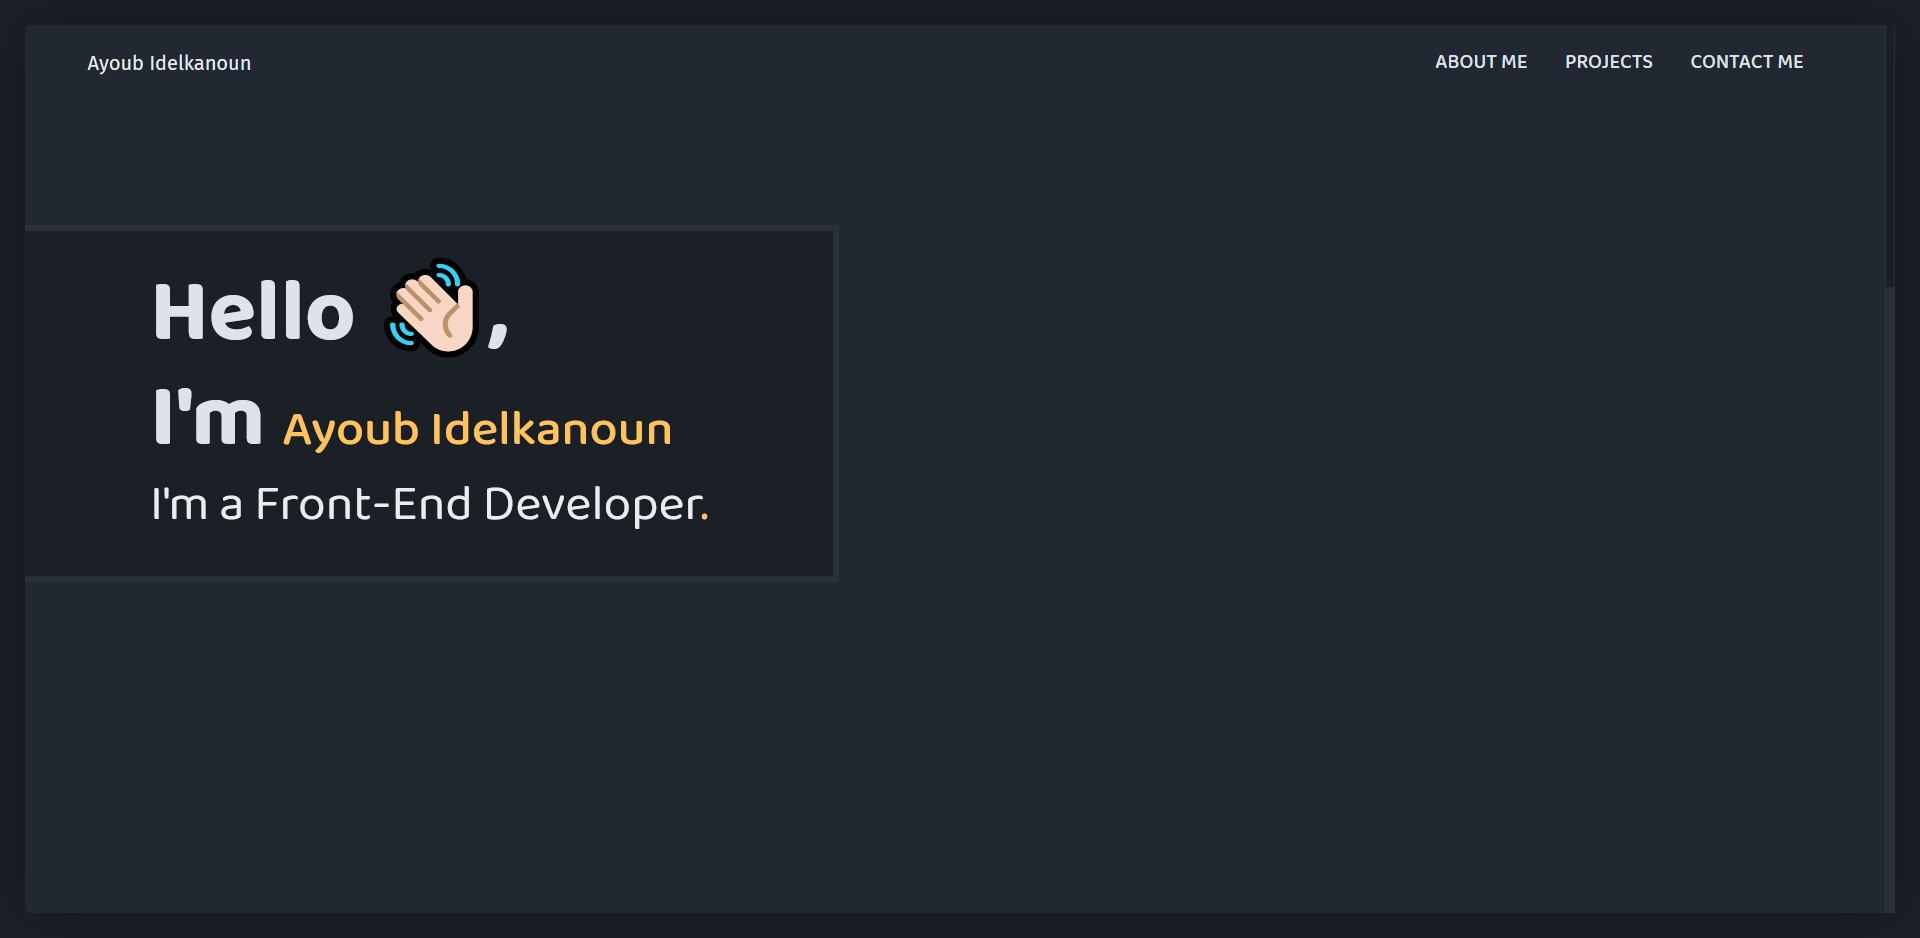 Ayoub Idelkanoun
ABOUT ME PROJECTS CONTACT ME
Hello 👋🏻,
I'm Ayoub Idelkanoun
I'm a Front-End Developer.